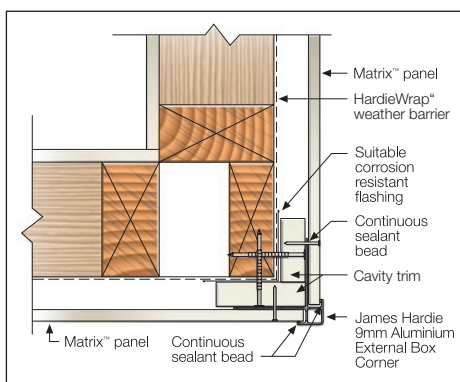 Matrix™ panel
HardieWrap“
weather barrier
Suitable
corrosion
resistant
flashing
Continuous
sealant
bead
Cavity trim
James Hardie
9mm Aluminium
External Box
Corner
Matrix™ panel
Continuous
sealant bead